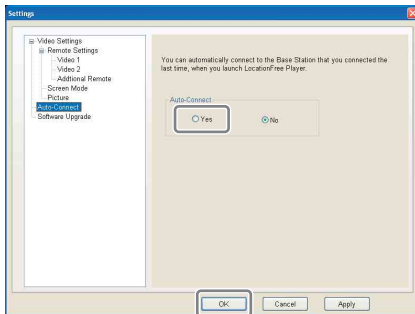 Settings
Video Settings
Remote Settings
Video 1
Video 2
Addtional Remote
Screen Mode
Picture
Auto-Connect
Software Upgrade
You can automatically connect to the Base Station that you connected the
last time, when you launch LocationFree Player.
Auto-Connect
Yes
No
OK
Cancel
Apply